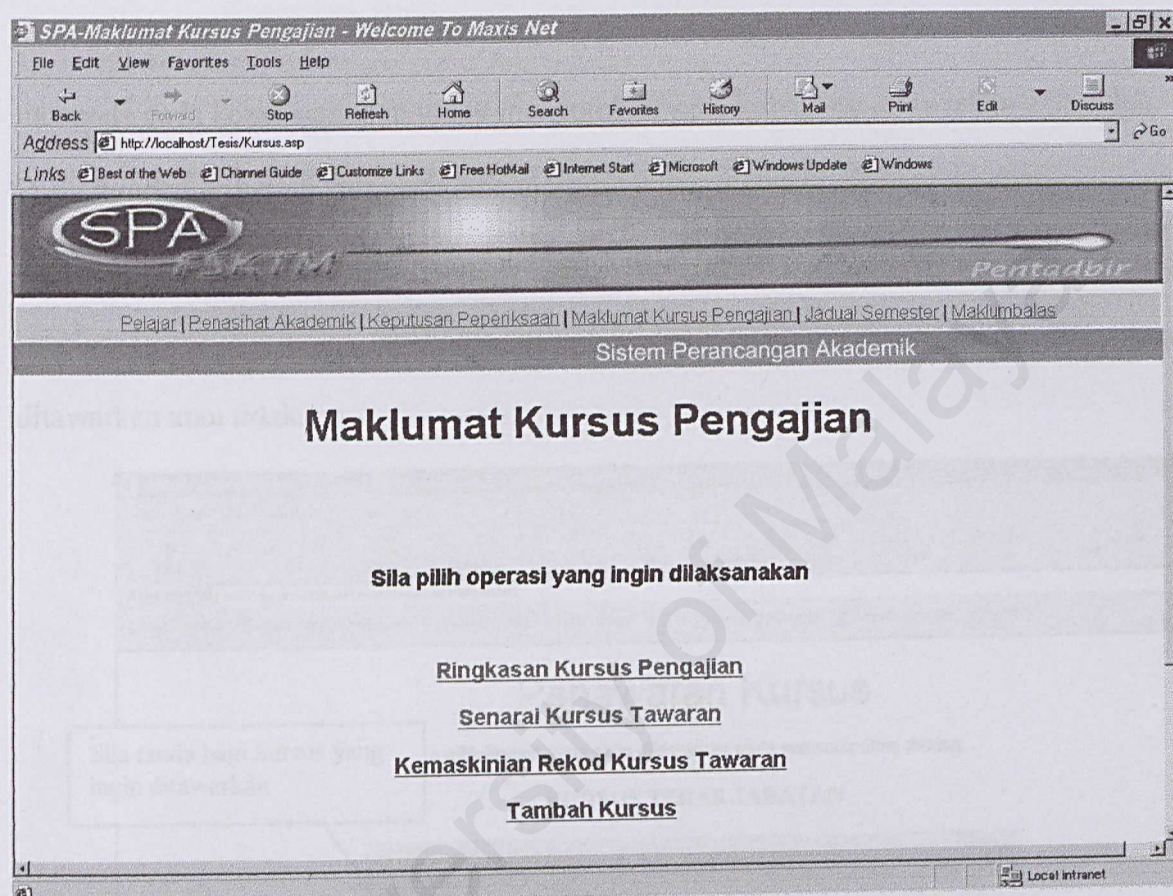 SPA-Maklumat Kursus Pengajian - Welcome To Maxis Net
File Edit View Favorites Tools Help
Back Forward Stop Refresh Home Search Favorites History Mail Print Edit Discuss
Address http://localhost/Tesis/Kursus.asp Go
Links Best of the Web Channel Guide Customize Links Free HotMail Internet Start Microsoft Windows Update Windows
SPA
FSKTM
Pentadbir
Pelajar | Penasihat Akademik | Keputusan Peperiksaan | Maklumat Kursus Pengajian | Jadual Semester | Maklumbalas
Sistem Perancangan Akademik
Maklumat Kursus Pengajian
Sila pilih operasi yang ingin dilaksanakan
Ringkasan Kursus Pengajian
Senarai Kursus Tawaran
Kemaskinian Rekod Kursus Tawaran
Tambah Kursus
Local intranet